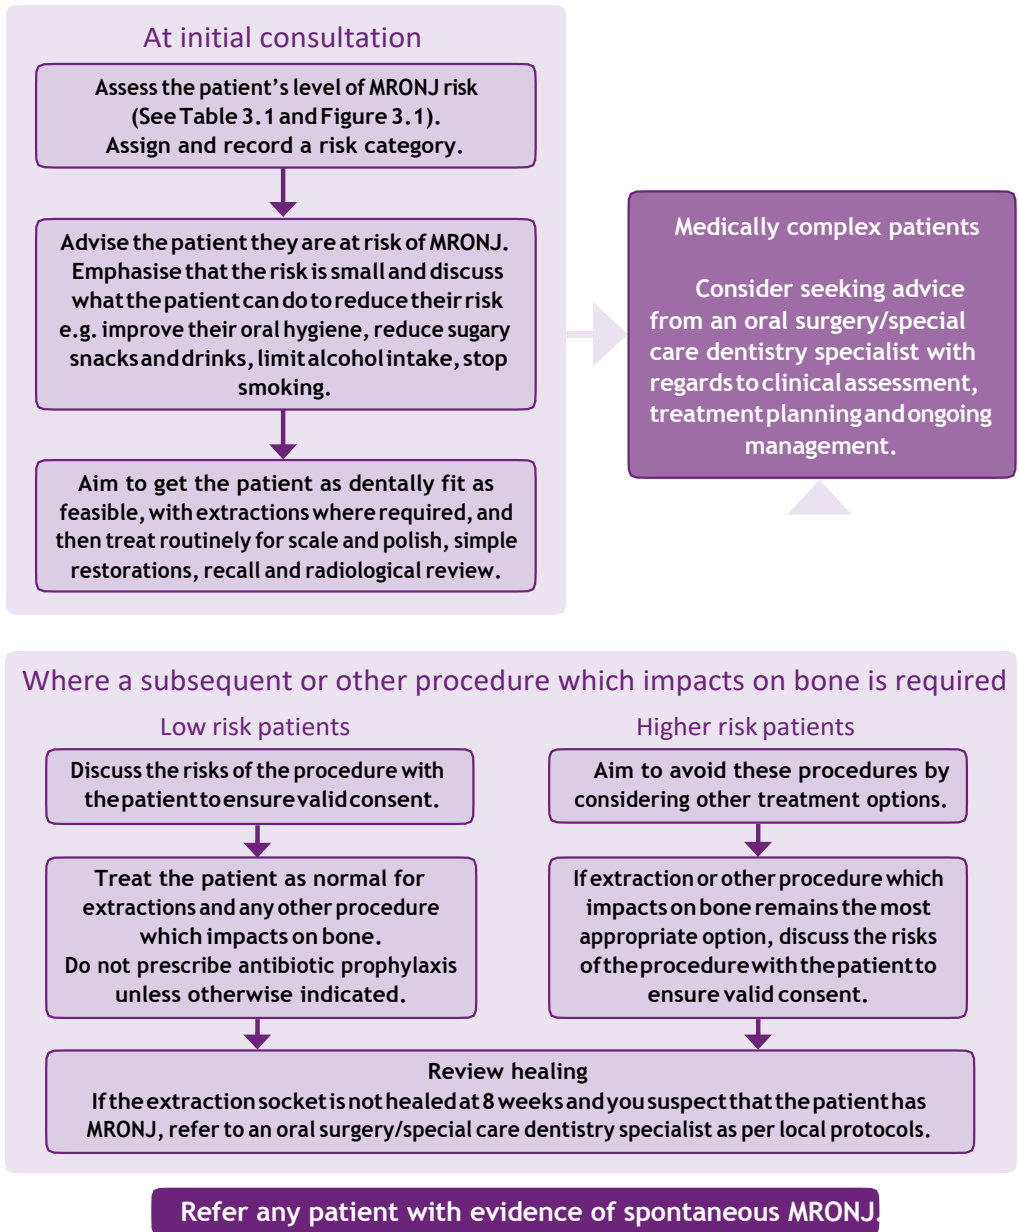 At initial consultation
Assess the patient's level of MRONJ risk
(See Table 3.1 and Figure 3.1).
Assign and record a risk category.
Advise the patient they are at risk of MRONJ.
Emphasise that the risk is small and discuss
what the patient can do to reduce their risk
e.g. improve their oral hygiene, reduce sugary
snacks and drinks, limit alcohol intake, stop
smoking.
Aim to get the patient as dentally fit as
feasible, with extractions where required, and
then treat routinely for scale and polish, simple
restorations, recall and radiological review.
Medically complex patients
Consider seeking advice
from an oral surgery/special
care dentistry specialist with
regards to clinical assessment,
treatment planning and ongoing
management.
Where a subsequent or other procedure which impacts on bone is required
Low risk patients
Discuss the risks of the procedure with
the patient to ensure valid consent.
Treat the patient as normal for
extractions and any other procedure
which impacts on bone.
Do not prescribe antibiotic prophylaxis
unless otherwise indicated.
Higher risk patients
Aim to avoid these procedures by
considering other treatment options.
If extraction or other procedure which
impacts on bone remains the most
appropriate option, discuss the risks
of the procedure with the patient to
ensure valid consent.
Review healing
If the extraction socket is not healed at 8 weeks and you suspect that the patient has
MRONJ, refer to an oral surgery/special care dentistry specialist as per local protocols.
Refer any patient with evidence of spontaneous MRONJ.